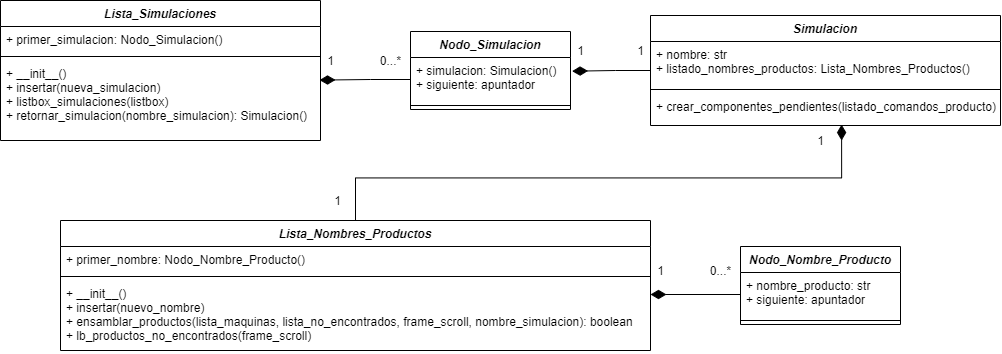 Lista_Simulaciones
+ primer_simulacion: Nodo_Simulacion()
+ __init__()
+ insertar(nueva_simulacion)
+ listbox_simulaciones(listbox)
+ retornar_simulacion(nombre_simulacion): Simulacion()
1
0...*
Nodo_Simulacion
+ simulacion: Simulacion()
+ siguiente: apuntador
1
1
Simulacion
+ nombre: str
+ listado_nombres_productos: Lista_Nombres_Productos()
+ crear_componentes_pendientes(listado_comandos_producto)
1
1
Lista_Nombres_Productos
+ primer_nombre: Nodo_Nombre_Producto()
+ __init__()
+ insertar(nuevo_nombre)
+ ensamblar_productos(lista_maquinas, lista_no_encontrados, frame_scroll, nombre_simulacion): boolean
+ lb_productos_no_encontrados(frame_scroll)
1
0...*
Nodo_Nombre_Producto
+ nombre_producto: str
+ siguiente: apuntador